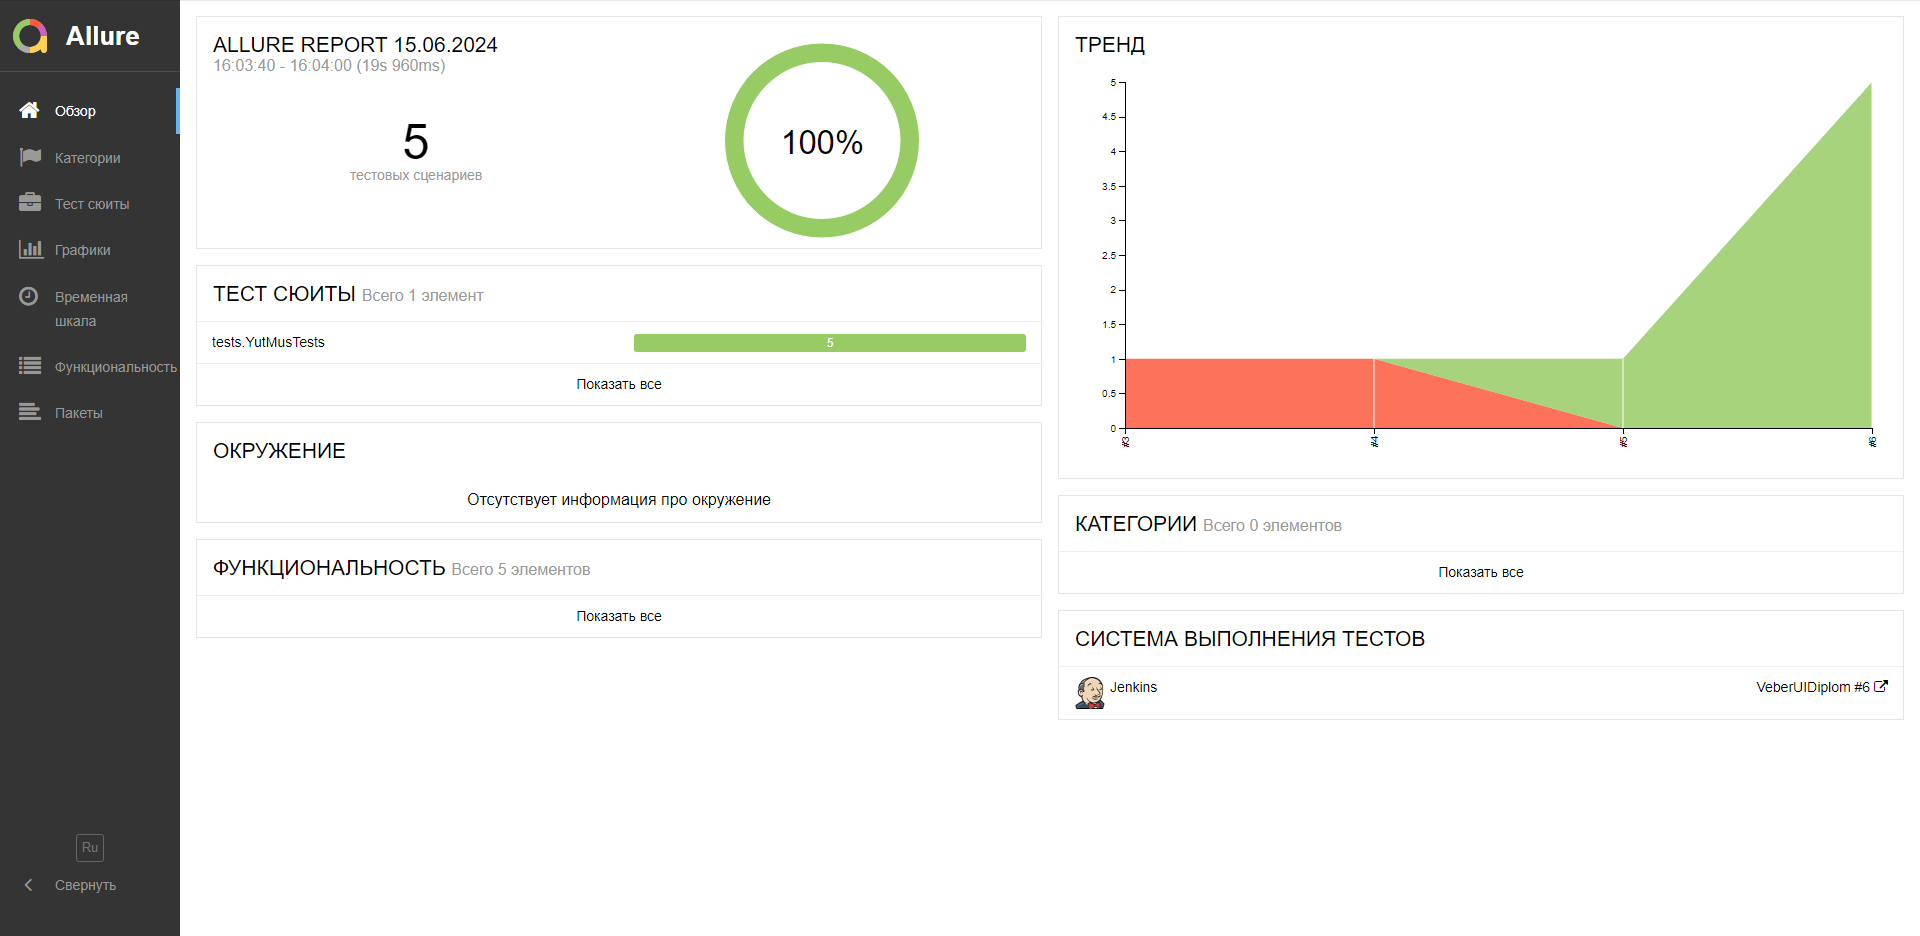 Allure
Обзор
Категории
Тест сюиты
Графики
Временная
шкала
Функциональность
Пакеты
Ru
Свернуть
ALLURE REPORT 15.06.2024
16:03:40 - 16:04:00 (19s 960ms)
5
тестовых сценариев
100%
ТЕСТ СЮИТЫ Всего 1 элемент
tests.YutMusTests 5
Показать все
ОКРУЖЕНИЕ
Отсутствует информация про окружение
ФУНКЦИОНАЛЬНОСТЬ Всего 5 элементов
Показать все
ТРЕНД
5
4.5
4
3.5
3
2.5
2
1.5
1
0.5
0
#3 #4 #5 #6
КАТЕГОРИИ Всего 0 элементов
Показать все
СИСТЕМА ВЫПОЛНЕНИЯ ТЕСТОВ
Jenkins VeberUIDiplom #6